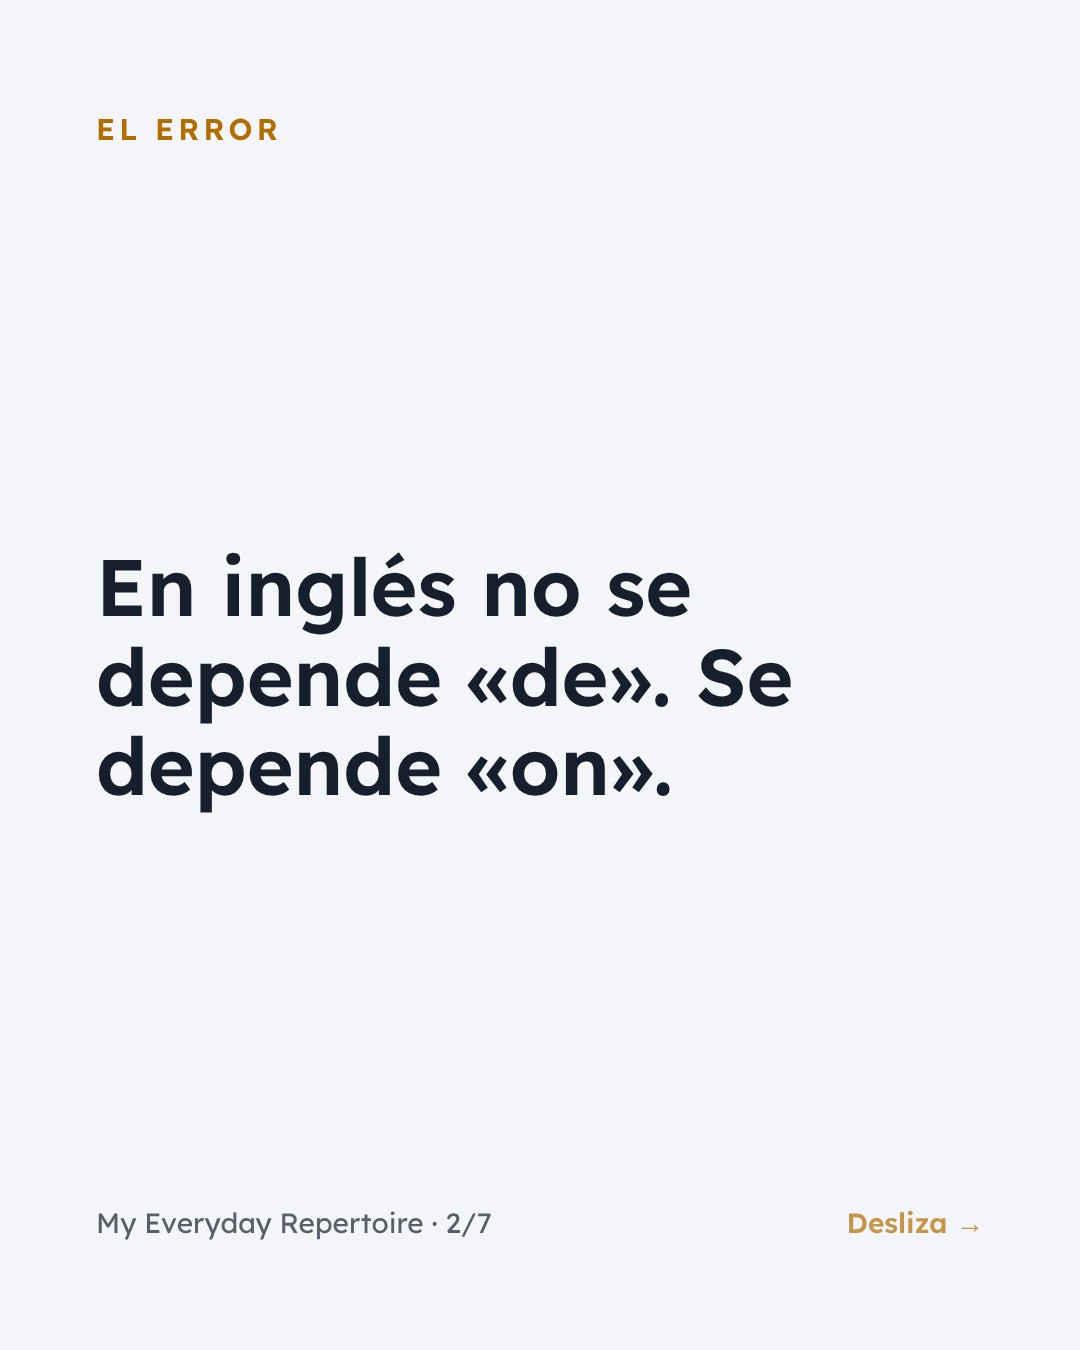 EL ERROR
En inglés no se
depende «de». Se
depende «on».
My Everyday Repertoire · 2/7
Desliza →